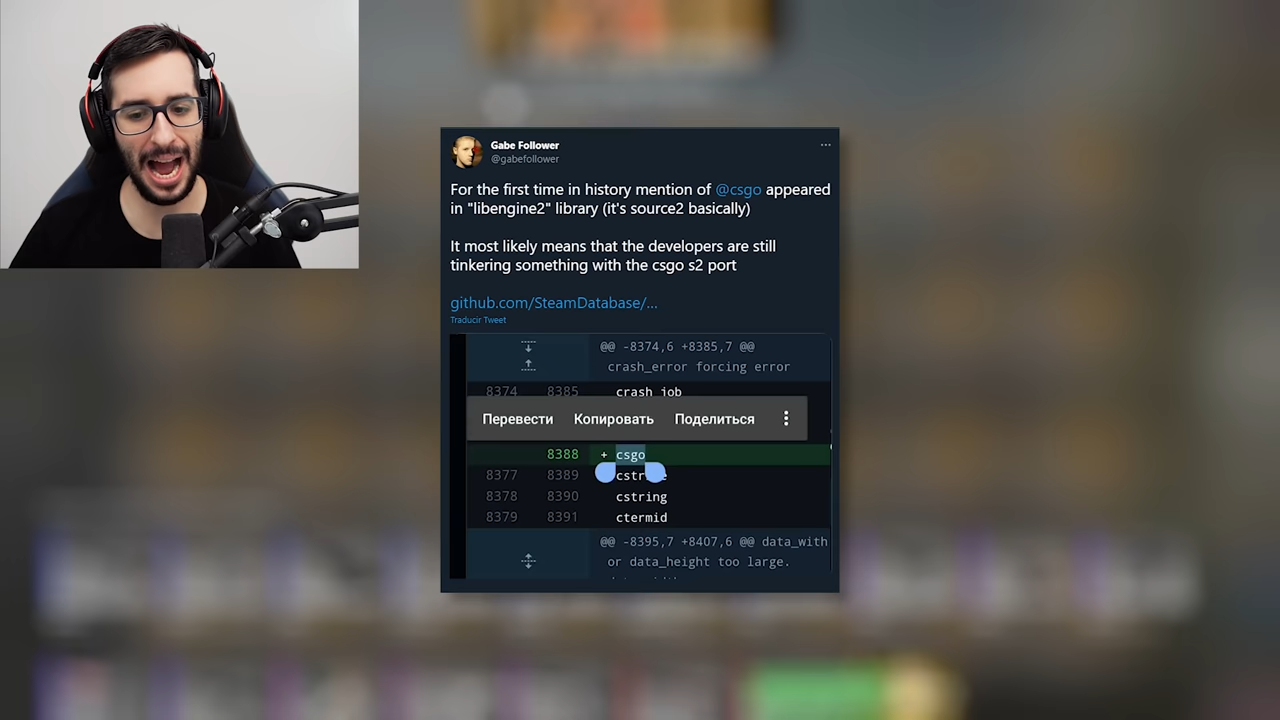 Gabe Follower
@gabefollower
For the first time in history mention of @csgo appeared
in "libengine2" library (it's source2 basically)
It most likely means that the developers are still
tinkering something with the csgo s2 port
github.com/SteamDatabase/...
Traducir Tweet
@@ -8374,6 +8385,7 @@
crash_error forcing error
8374 8385 crash job
Перевести Копировать Поделиться
8388 + csgo
8377 8389
8378 8390 cstring
8379 8391 ctermid
@@ -8395,7 +8407,6 @@ data_with
or data_height too large.